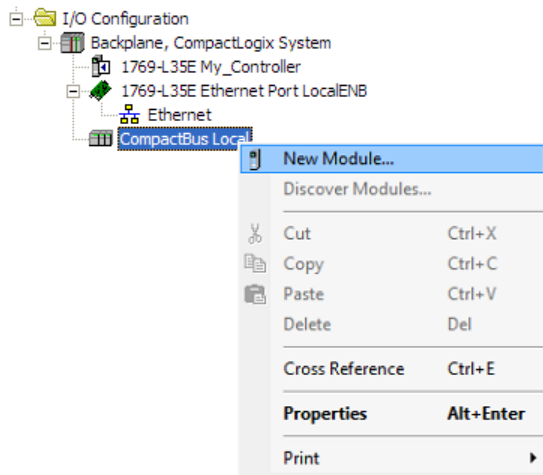 I/O Configuration
Backplane, CompactLogix System
1769-L35E My_Controller
1769-L35E Ethernet Port LocalENB
Ethernet
CompactBus Local
New Module...
Discover Modules...
Cut Ctrl+X
Copy Ctrl+C
Paste Ctrl+V
Delete Del
Cross Reference Ctrl+E
Properties Alt+Enter
Print